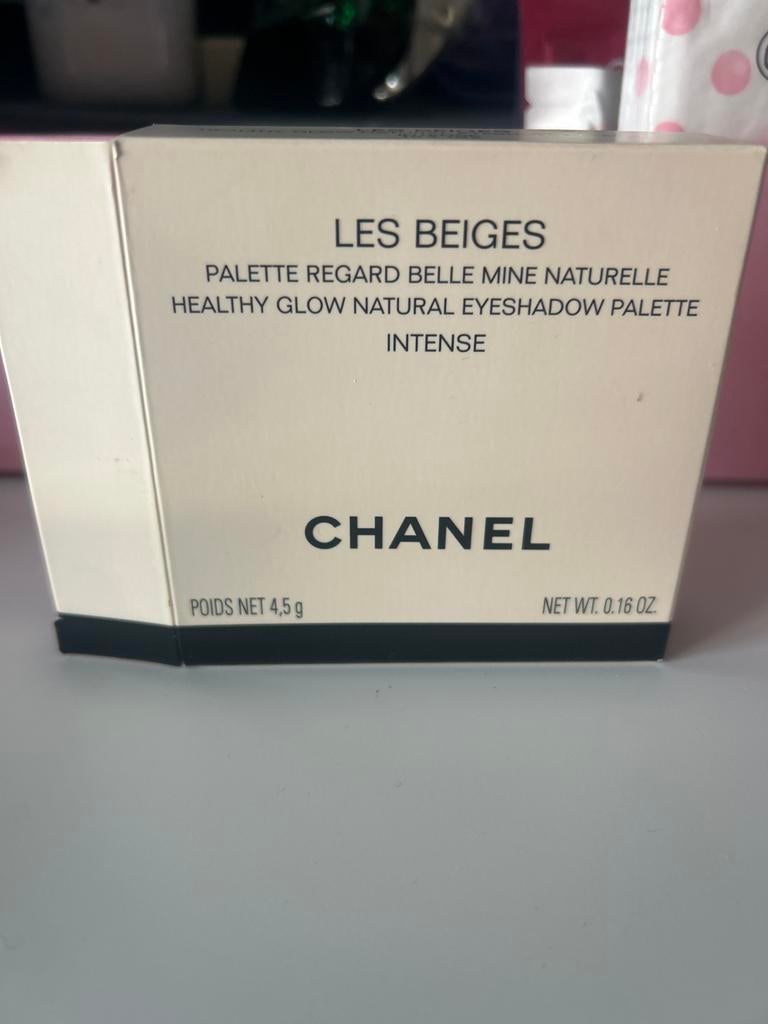 LES BEIGES
PALETTE REGARD BELLE MINE NATURELLE
HEALTHY GLOW NATURAL EYESHADOW PALETTE
INTENSE
CHANEL
POIDS NET 4,5 g
NET WT. 0.16 OZ.